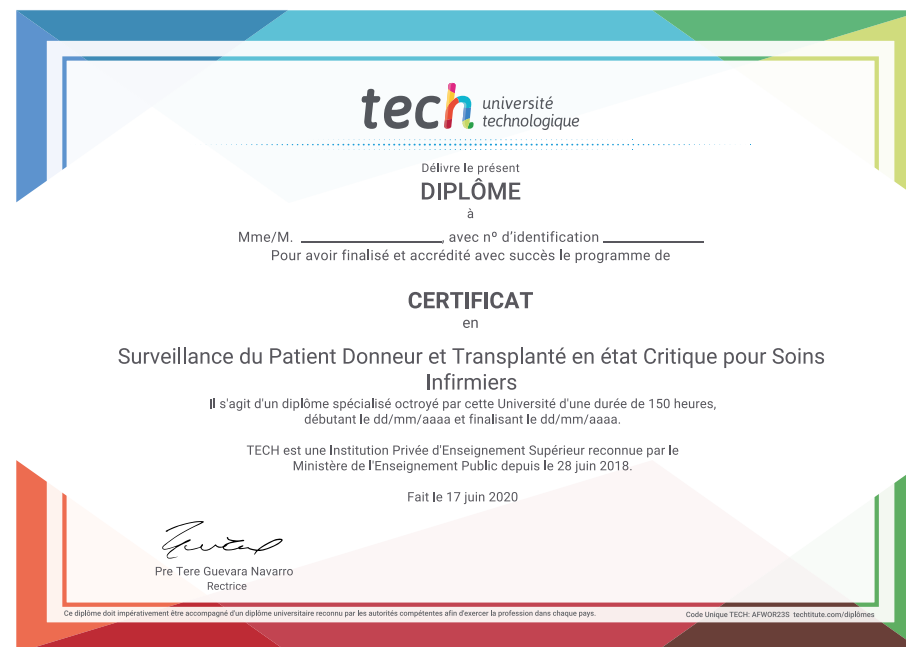 tech université
technologique
Délivre le présent
DIPLÔME
à
Mme/M. ____________________, avec nº d'identification ______________
Pour avoir finalisé et accrédité avec succès le programme de
CERTIFICAT
en
Surveillance du Patient Donneur et Transplanté en état Critique pour Soins
Infirmiers
Il s'agit d'un diplôme spécialisé octroyé par cette Université d'une durée de 150 heures,
débutant le dd/mm/aaaa et finalisant le dd/mm/aaaa.
TECH est une Institution Privée d'Enseignement Supérieur reconnue par le
Ministère de l'Enseignement Public depuis le 28 juin 2018.
Fait le 17 juin 2020
Pre Tere Guevara Navarro
Rectrice
Ce diplôme doit impérativement être accompagné d'un diplôme universitaire reconnu par les autorités compétentes afin d'exercer la profession dans chaque pays.
Code Unique TECH: AFWOR23S techtitute.com/diplômes